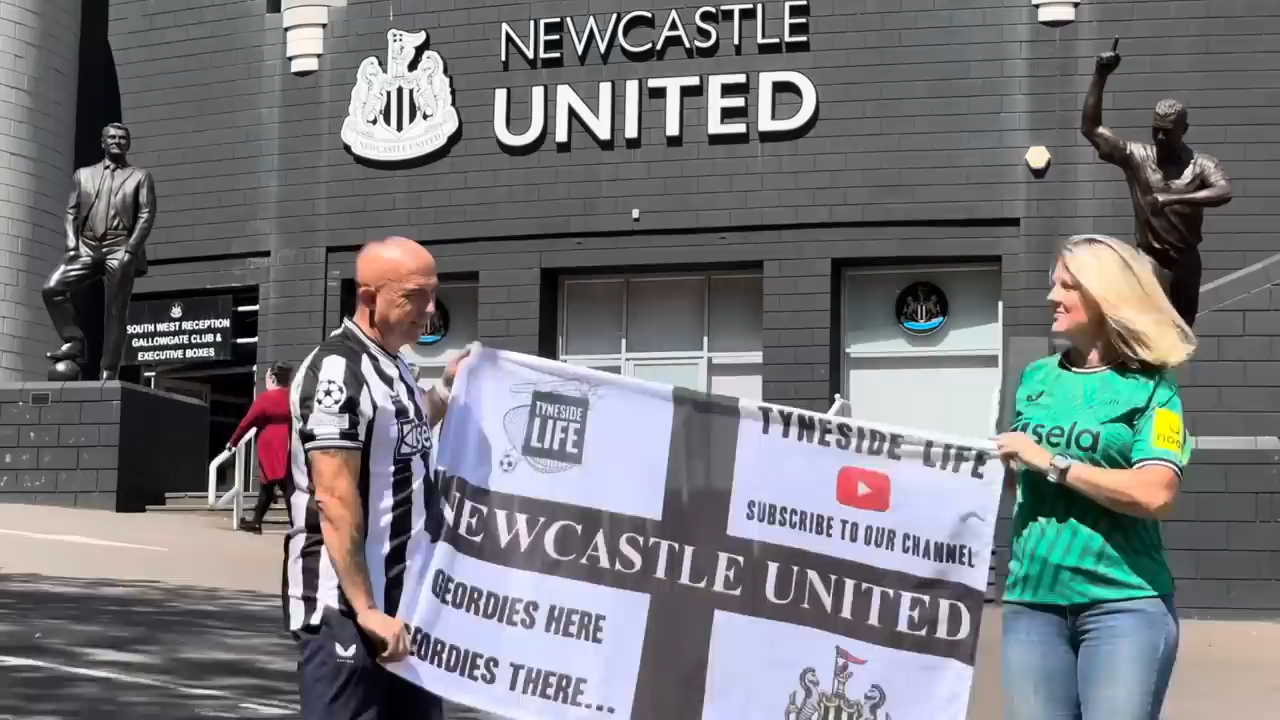 NEWCASTLE
UNITED
NEWCASTLE UNITED
SOUTH WEST RECEPTION
GALLOWGATE CLUB &
EXECUTIVE BOXES
TYNESIDE
LIFE
TYNESIDE LIFE
SUBSCRIBE TO OUR CHANNEL
NEWCASTLE UNITED
GEORDIES HERE
GEORDIES THERE...
sela
noon